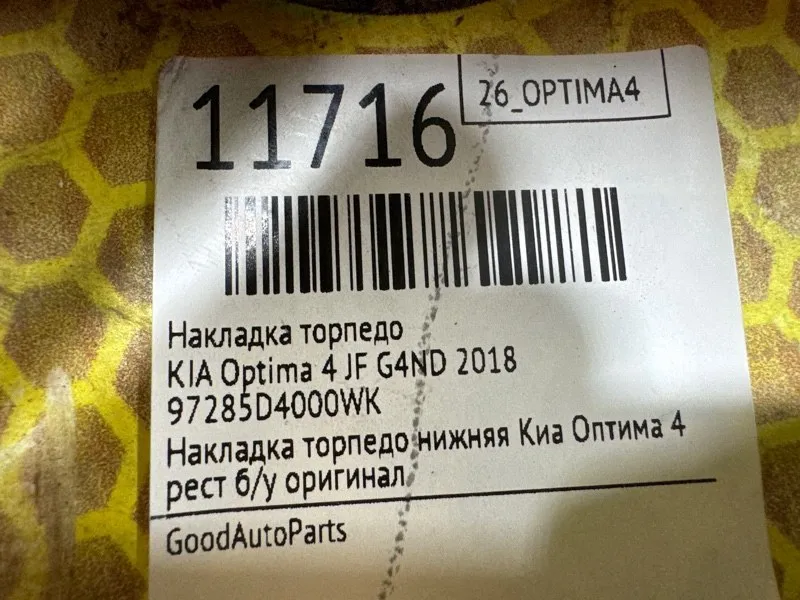 11716
26_OPTIMA4
Накладка торпедо
KIA Optima 4 JF G4ND 2018
97285D4000WK
Накладка торпедо нижняя Киа Оптима 4
рест б/у оригинал
GoodAutoParts